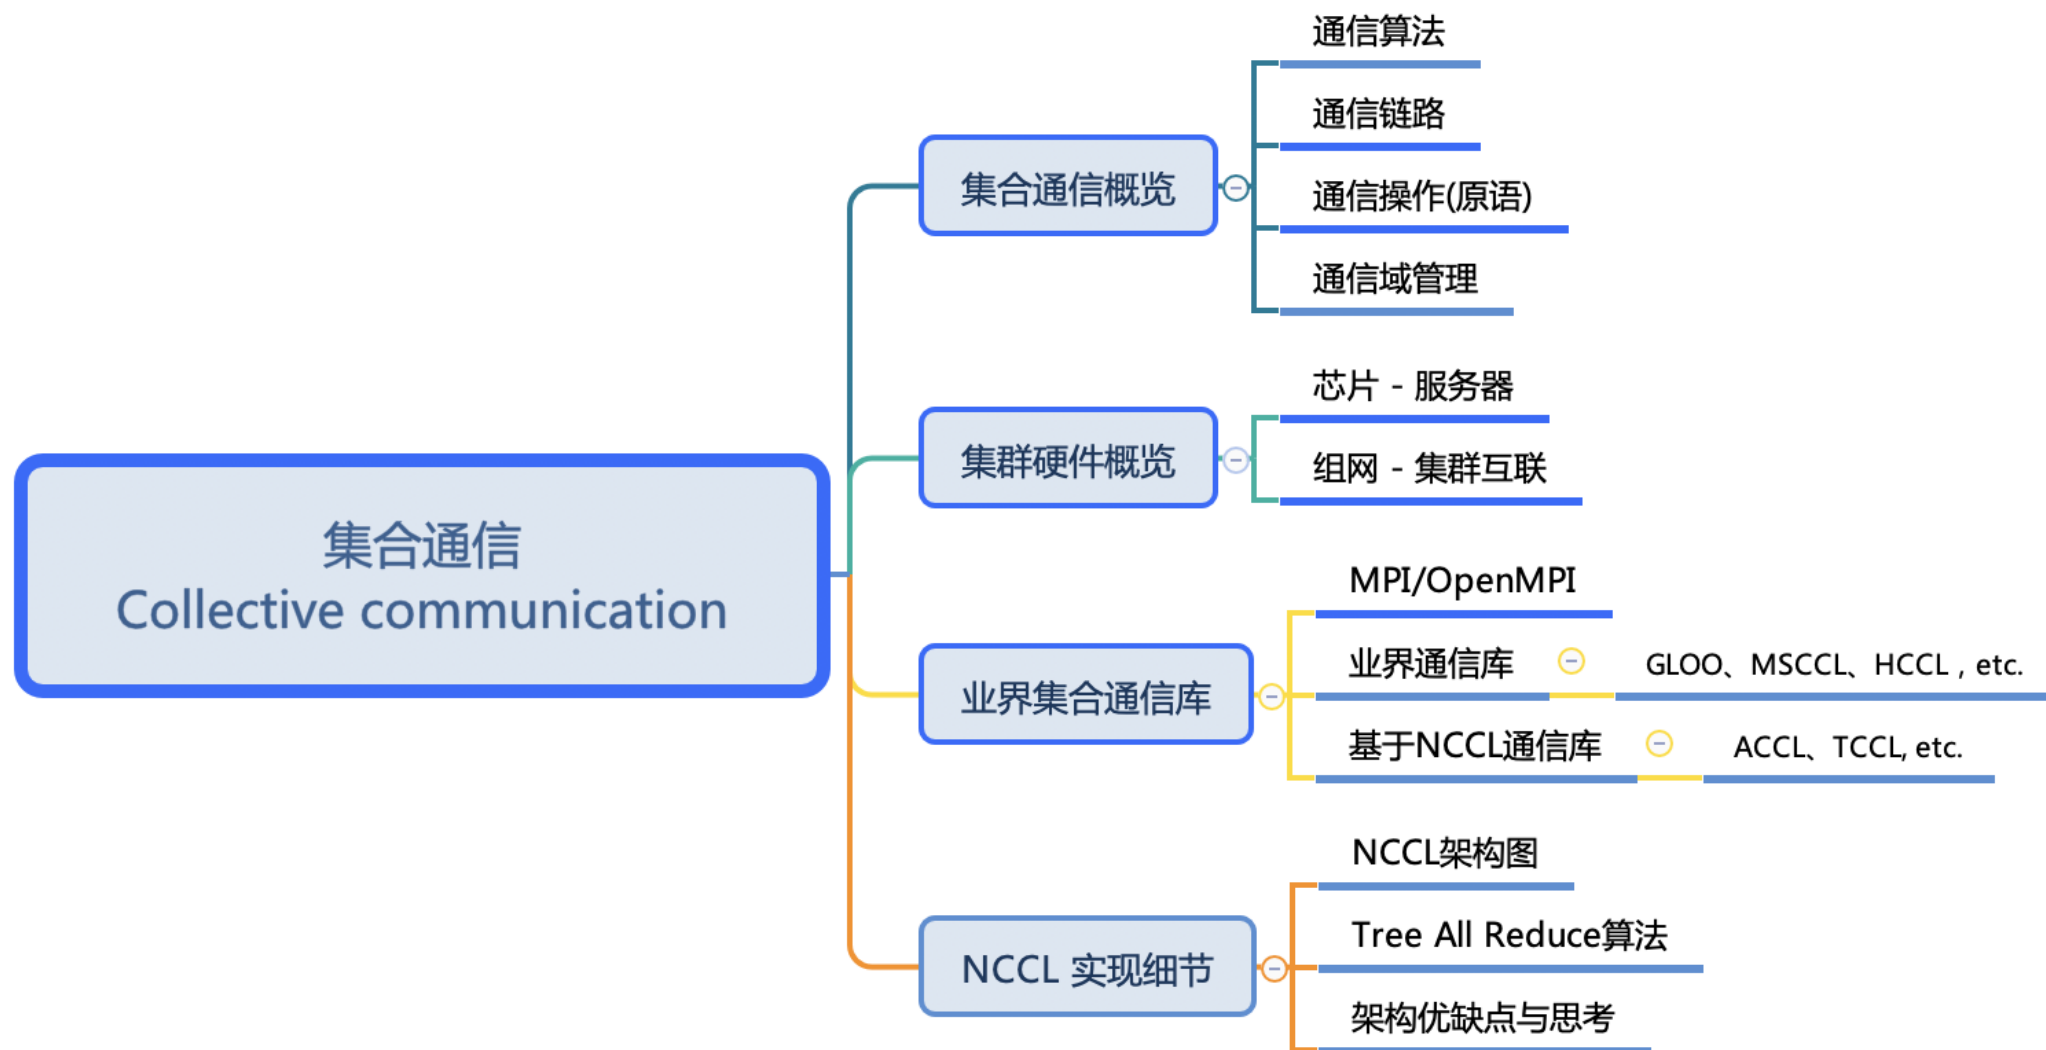 集合通信
Collective communication
集合通信概览
通信算法
通信链路
通信操作(原语)
通信域管理
集群硬件概览
芯片 - 服务器
组网 - 集群互联
业界集合通信库
MPI/OpenMPI
业界通信库
GLOO、MSCCL、HCCL , etc.
基于NCCL通信库
ACCL、TCCL, etc.
NCCL 实现细节
NCCL架构图
Tree All Reduce算法
架构优缺点与思考